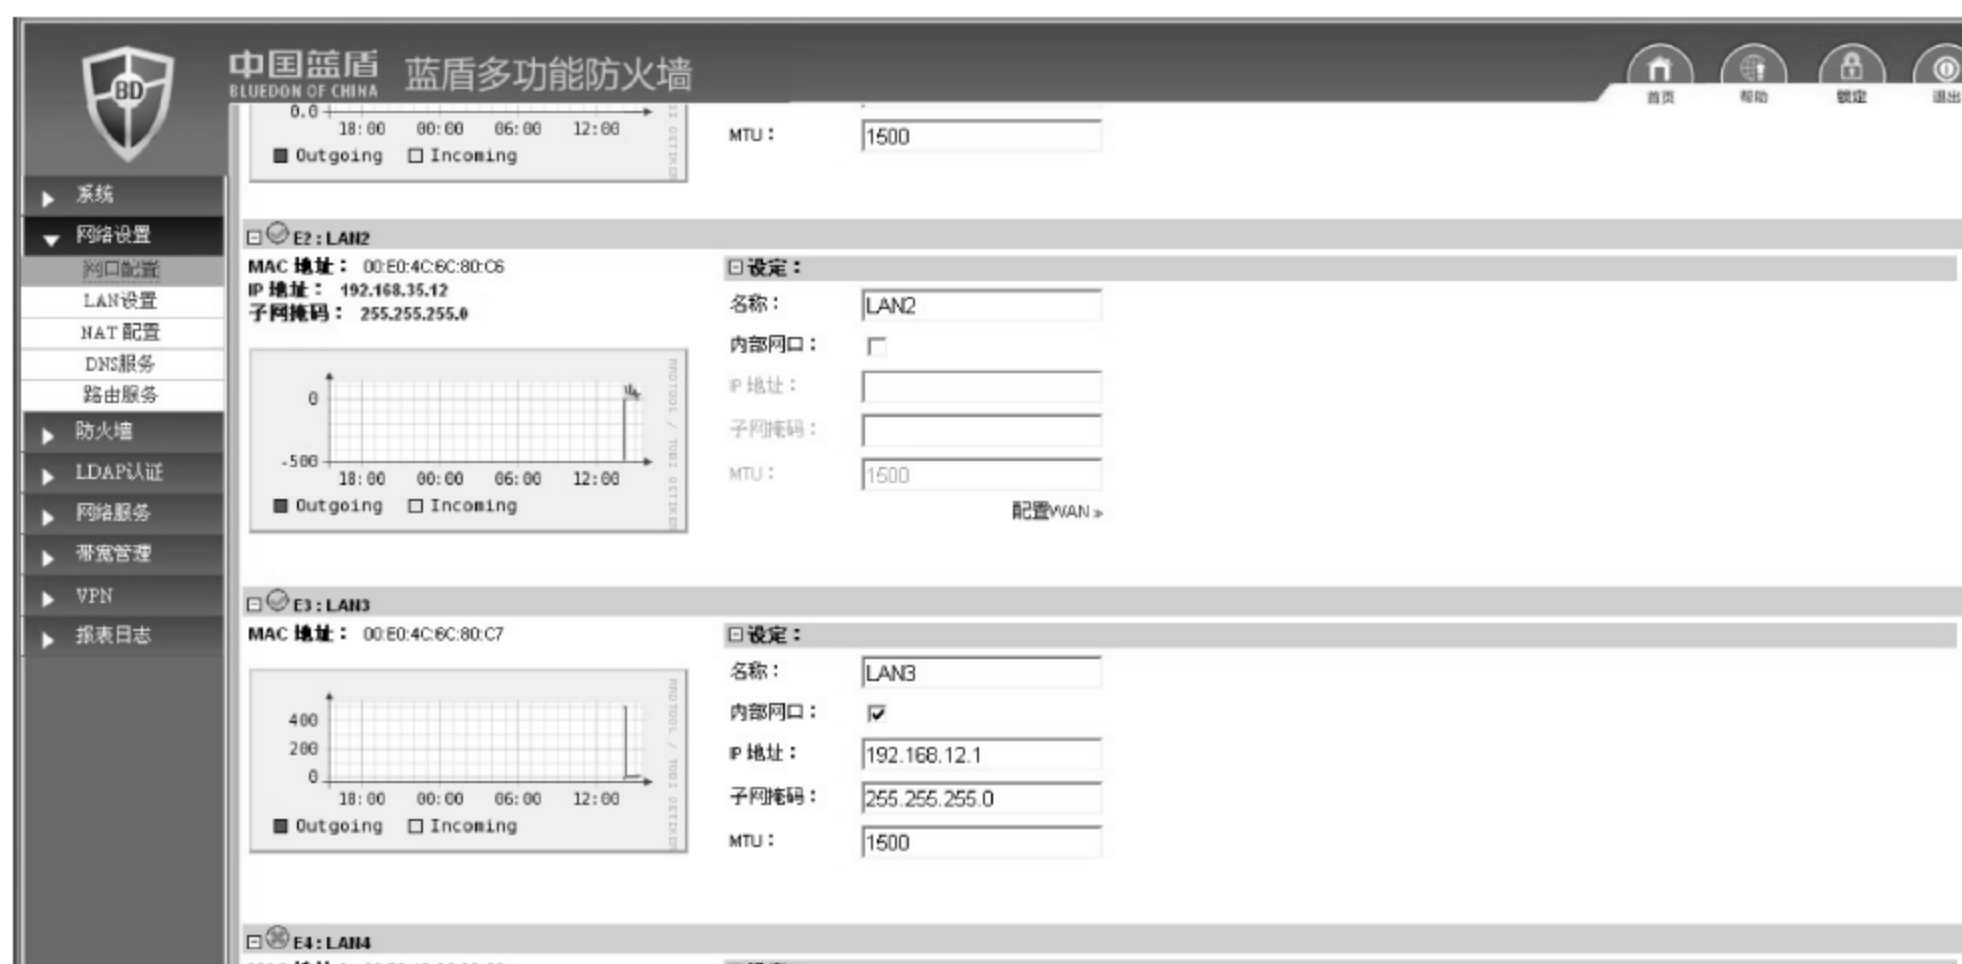 中国蓝盾
BLUEDON OF CHINA
蓝盾多功能防火墙
BD
首页
帮助
锁定
退出
系统
网络设置
网口配置
LAN设置
NAT 配置
DNS服务
路由服务
防火墙
LDAP认证
网络服务
带宽管理
VPN
报表日志
0.0
18:00 00:00 06:00 12:00
Outgoing Incoming
MTU： 1500
E2 : LAN2
MAC 地址： 00:E0:4C:6C:80:C6
IP 地址： 192.168.35.12
子网掩码： 255.255.255.0
0
-500
18:00 00:00 06:00 12:00
Outgoing Incoming
RRDTOOL / TOBI OETIKER
设定：
名称： LAN2
内部网口：
IP 地址：
子网掩码：
MTU： 1500
配置WAN »
E3 : LAN3
MAC 地址： 00:E0:4C:6C:80:C7
400
200
0
18:00 00:00 06:00 12:00
Outgoing Incoming
RRDTOOL / TOBI OETIKER
设定：
名称： LAN3
内部网口：
IP 地址： 192.168.12.1
子网掩码： 255.255.255.0
MTU： 1500
E4 : LAN4